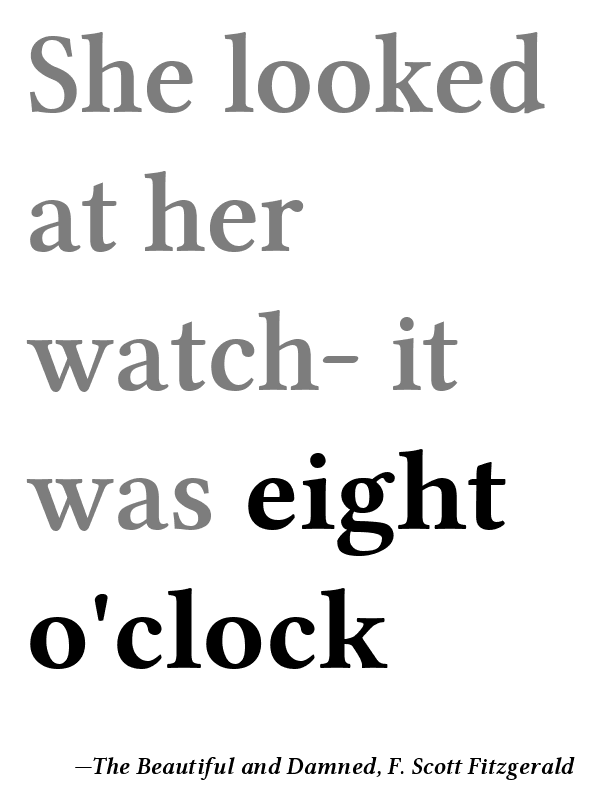 She looked
at her
watch- it
was eight
o'clock
—The Beautiful and Damned, F. Scott Fitzgerald